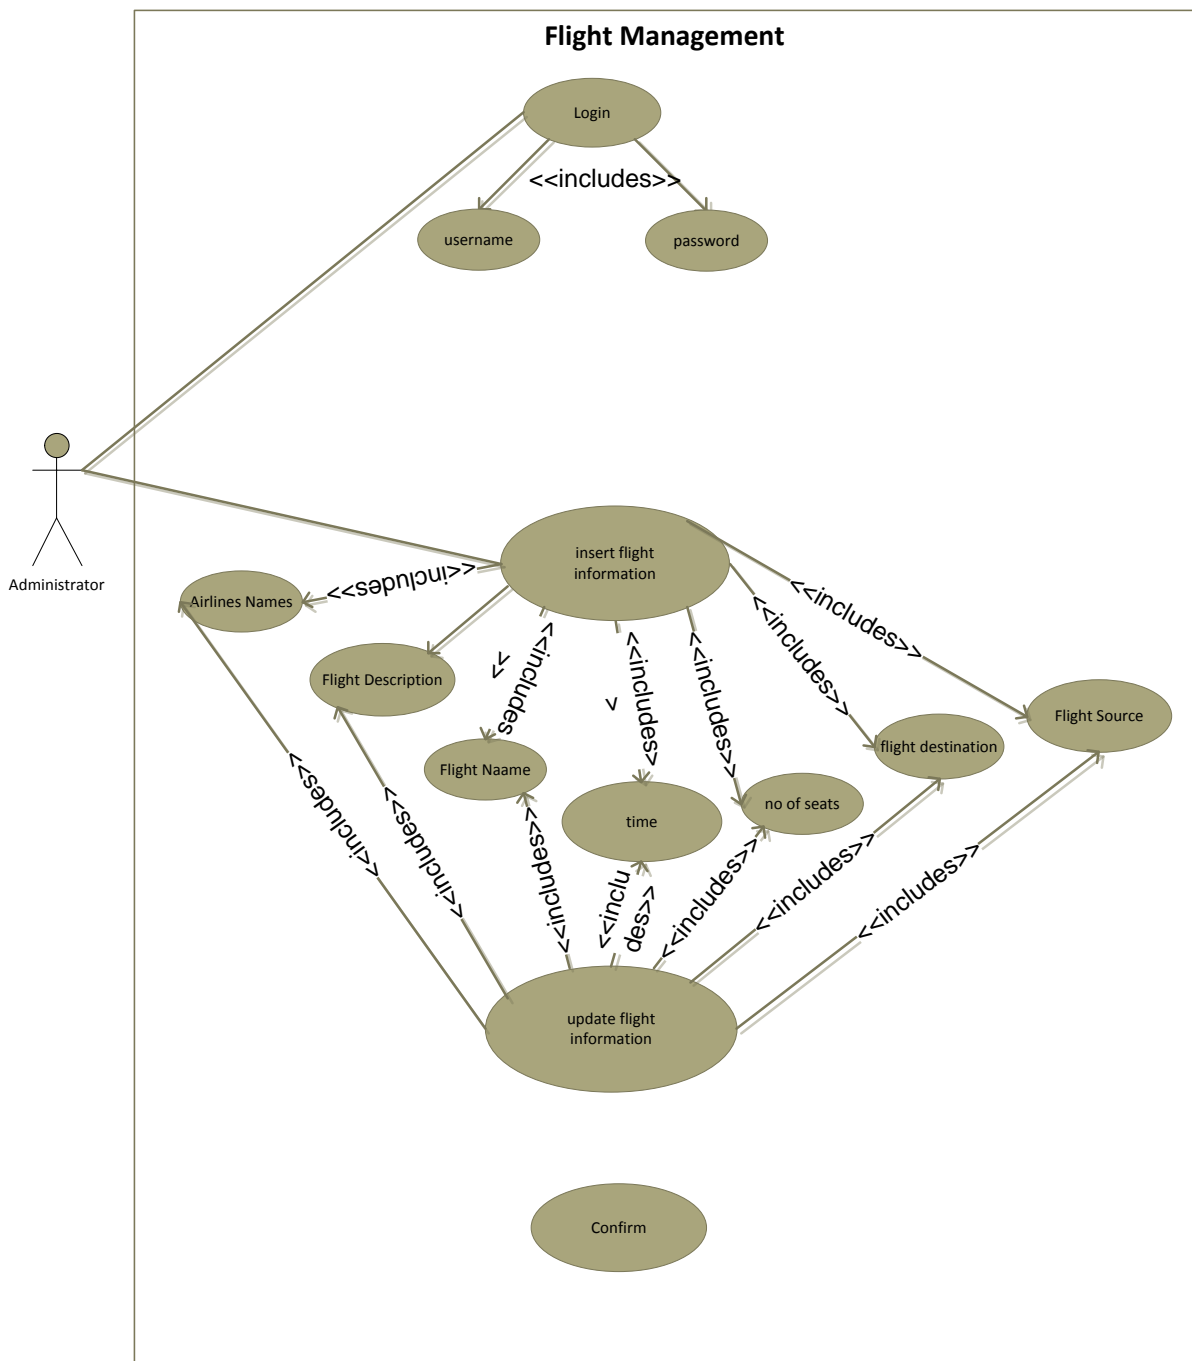 Flight Management
Login
<<includes>>
username
password
Administrator
insert flight
information
<<includes>>
Airlines Names
<<includes>>
<<includes>>
<<includes
>>
<<includes>
>
<<includes>>
Flight Description
Flight Source
flight destination
Flight Naame
time
no of seats
<<includes>>
<<includes>>
<<includes>>
<<inclu
des>>
<<includes>>
<<includes>>
<<includes>>
update flight
information
Confirm